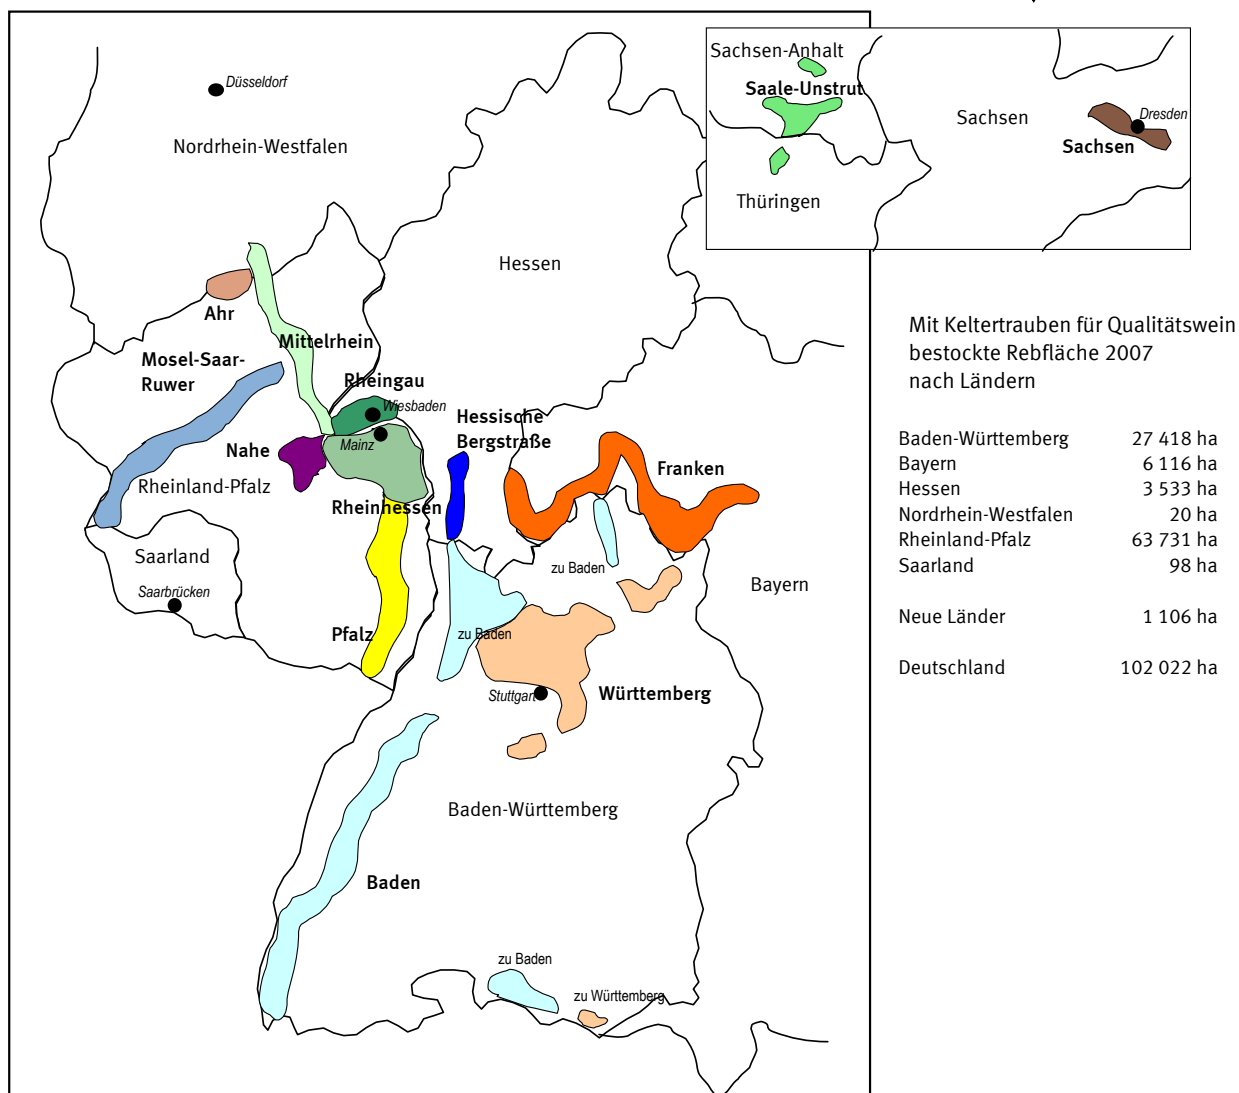 Sachsen-Anhalt
Saale-Unstrut
Sachsen
Dresden
Sachsen
Thüringen
Düsseldorf
Nordrhein-Westfalen
Hessen
Ahr
Mittelrhein
Mosel-Saar-
Ruwer
Rheingau
Wiesbaden
Hessische
Bergstraße
Mainz
Nahe
Franken
Rheinland-Pfalz
Rheinhessen
Saarland
zu Baden
Bayern
Saarbrücken
Pfalz
zu Baden
Stuttgart
Württemberg
Baden-Württemberg
Baden
zu Baden
zu Württemberg
Mit Keltertrauben für Qualitätswein
bestockte Rebfläche 2007
nach Ländern
Baden-Württemberg 27 418 ha
Bayern 6 116 ha
Hessen 3 533 ha
Nordrhein-Westfalen 20 ha
Rheinland-Pfalz 63 731 ha
Saarland 98 ha
Neue Länder 1 106 ha
Deutschland 102 022 ha